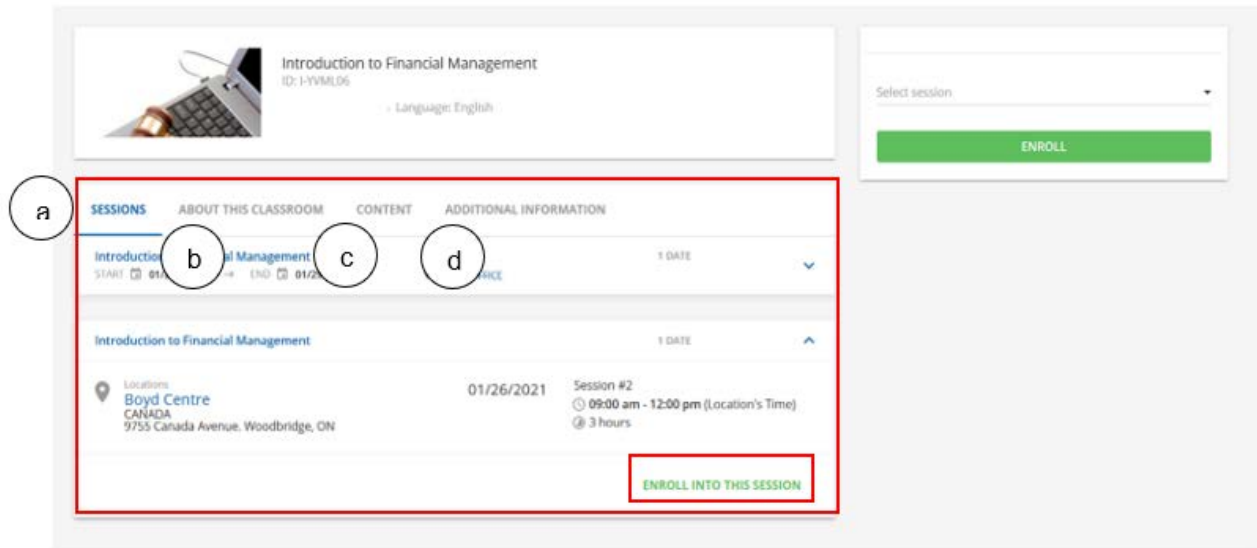 Introduction to Financial Management
ID: I-YVML06
Language: English
Select session
ENROLL
a
SESSIONS ABOUT THIS CLASSROOM CONTENT ADDITIONAL INFORMATION
b
c
d
Management 1 DATE
START → END
Introduction to Financial Management 1 DATE
Locations
Boyd Centre
CANADA
9755 Canada Avenue. Woodbridge, ON
01/26/2021
Session #2
09:00 am - 12:00 pm (Location's Time)
3 hours
ENROLL INTO THIS SESSION